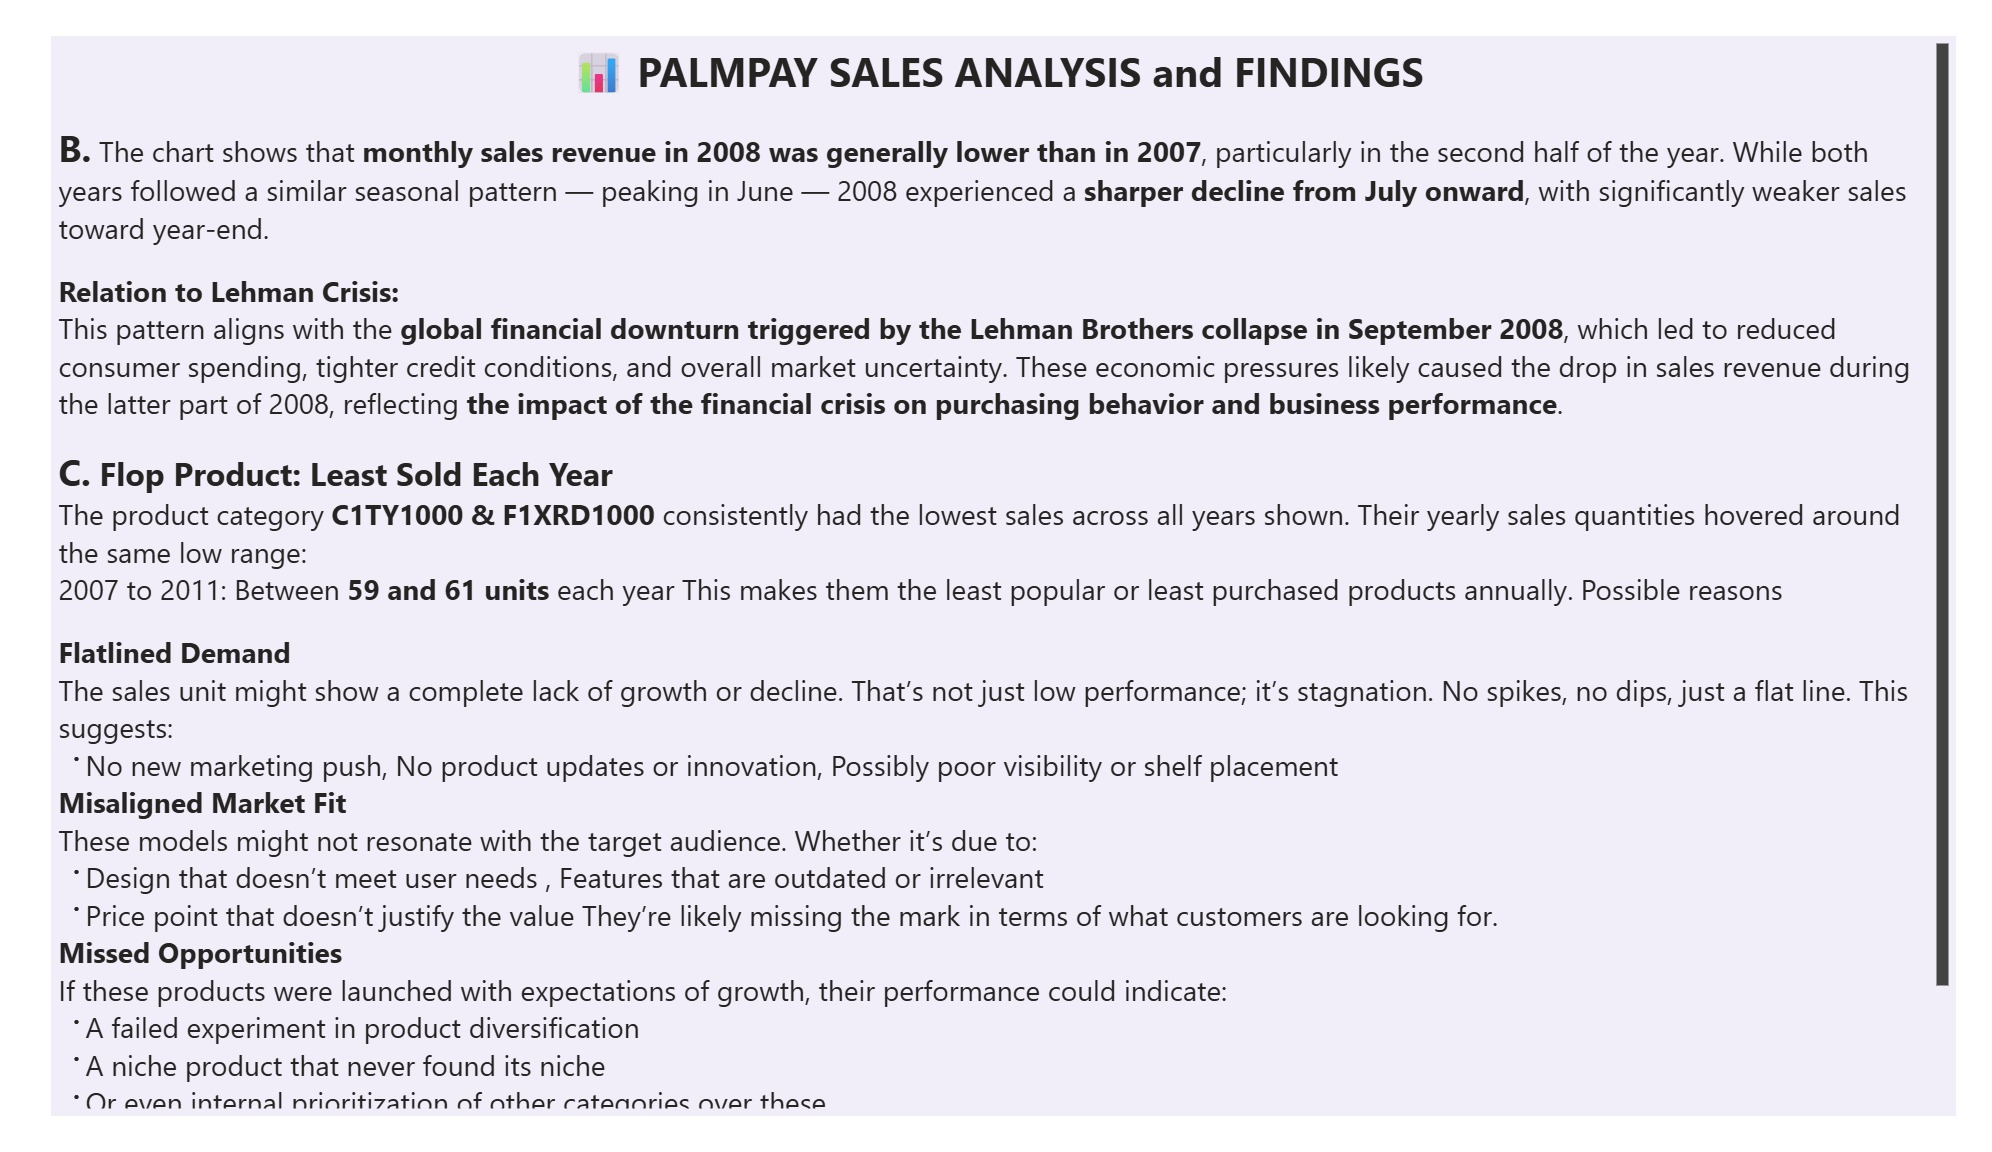 PALMPAY SALES ANALYSIS and FINDINGS
B. The chart shows that monthly sales revenue in 2008 was generally lower than in 2007, particularly in the second half of the year. While both
years followed a similar seasonal pattern — peaking in June — 2008 experienced a sharper decline from July onward, with significantly weaker sales
toward year-end.
Relation to Lehman Crisis:
This pattern aligns with the global financial downturn triggered by the Lehman Brothers collapse in September 2008, which led to reduced
consumer spending, tighter credit conditions, and overall market uncertainty. These economic pressures likely caused the drop in sales revenue during
the latter part of 2008, reflecting the impact of the financial crisis on purchasing behavior and business performance.
C. Flop Product: Least Sold Each Year
The product category C1TY1000 & F1XRD1000 consistently had the lowest sales across all years shown. Their yearly sales quantities hovered around
the same low range:
2007 to 2011: Between 59 and 61 units each year This makes them the least popular or least purchased products annually. Possible reasons
Flatlined Demand
The sales unit might show a complete lack of growth or decline. That’s not just low performance; it’s stagnation. No spikes, no dips, just a flat line. This
suggests:
· No new marketing push, No product updates or innovation, Possibly poor visibility or shelf placement
Misaligned Market Fit
These models might not resonate with the target audience. Whether it’s due to:
· Design that doesn’t meet user needs , Features that are outdated or irrelevant
· Price point that doesn’t justify the value They’re likely missing the mark in terms of what customers are looking for.
Missed Opportunities
If these products were launched with expectations of growth, their performance could indicate:
· A failed experiment in product diversification
· A niche product that never found its niche
· Or even internal prioritization of other categories over these